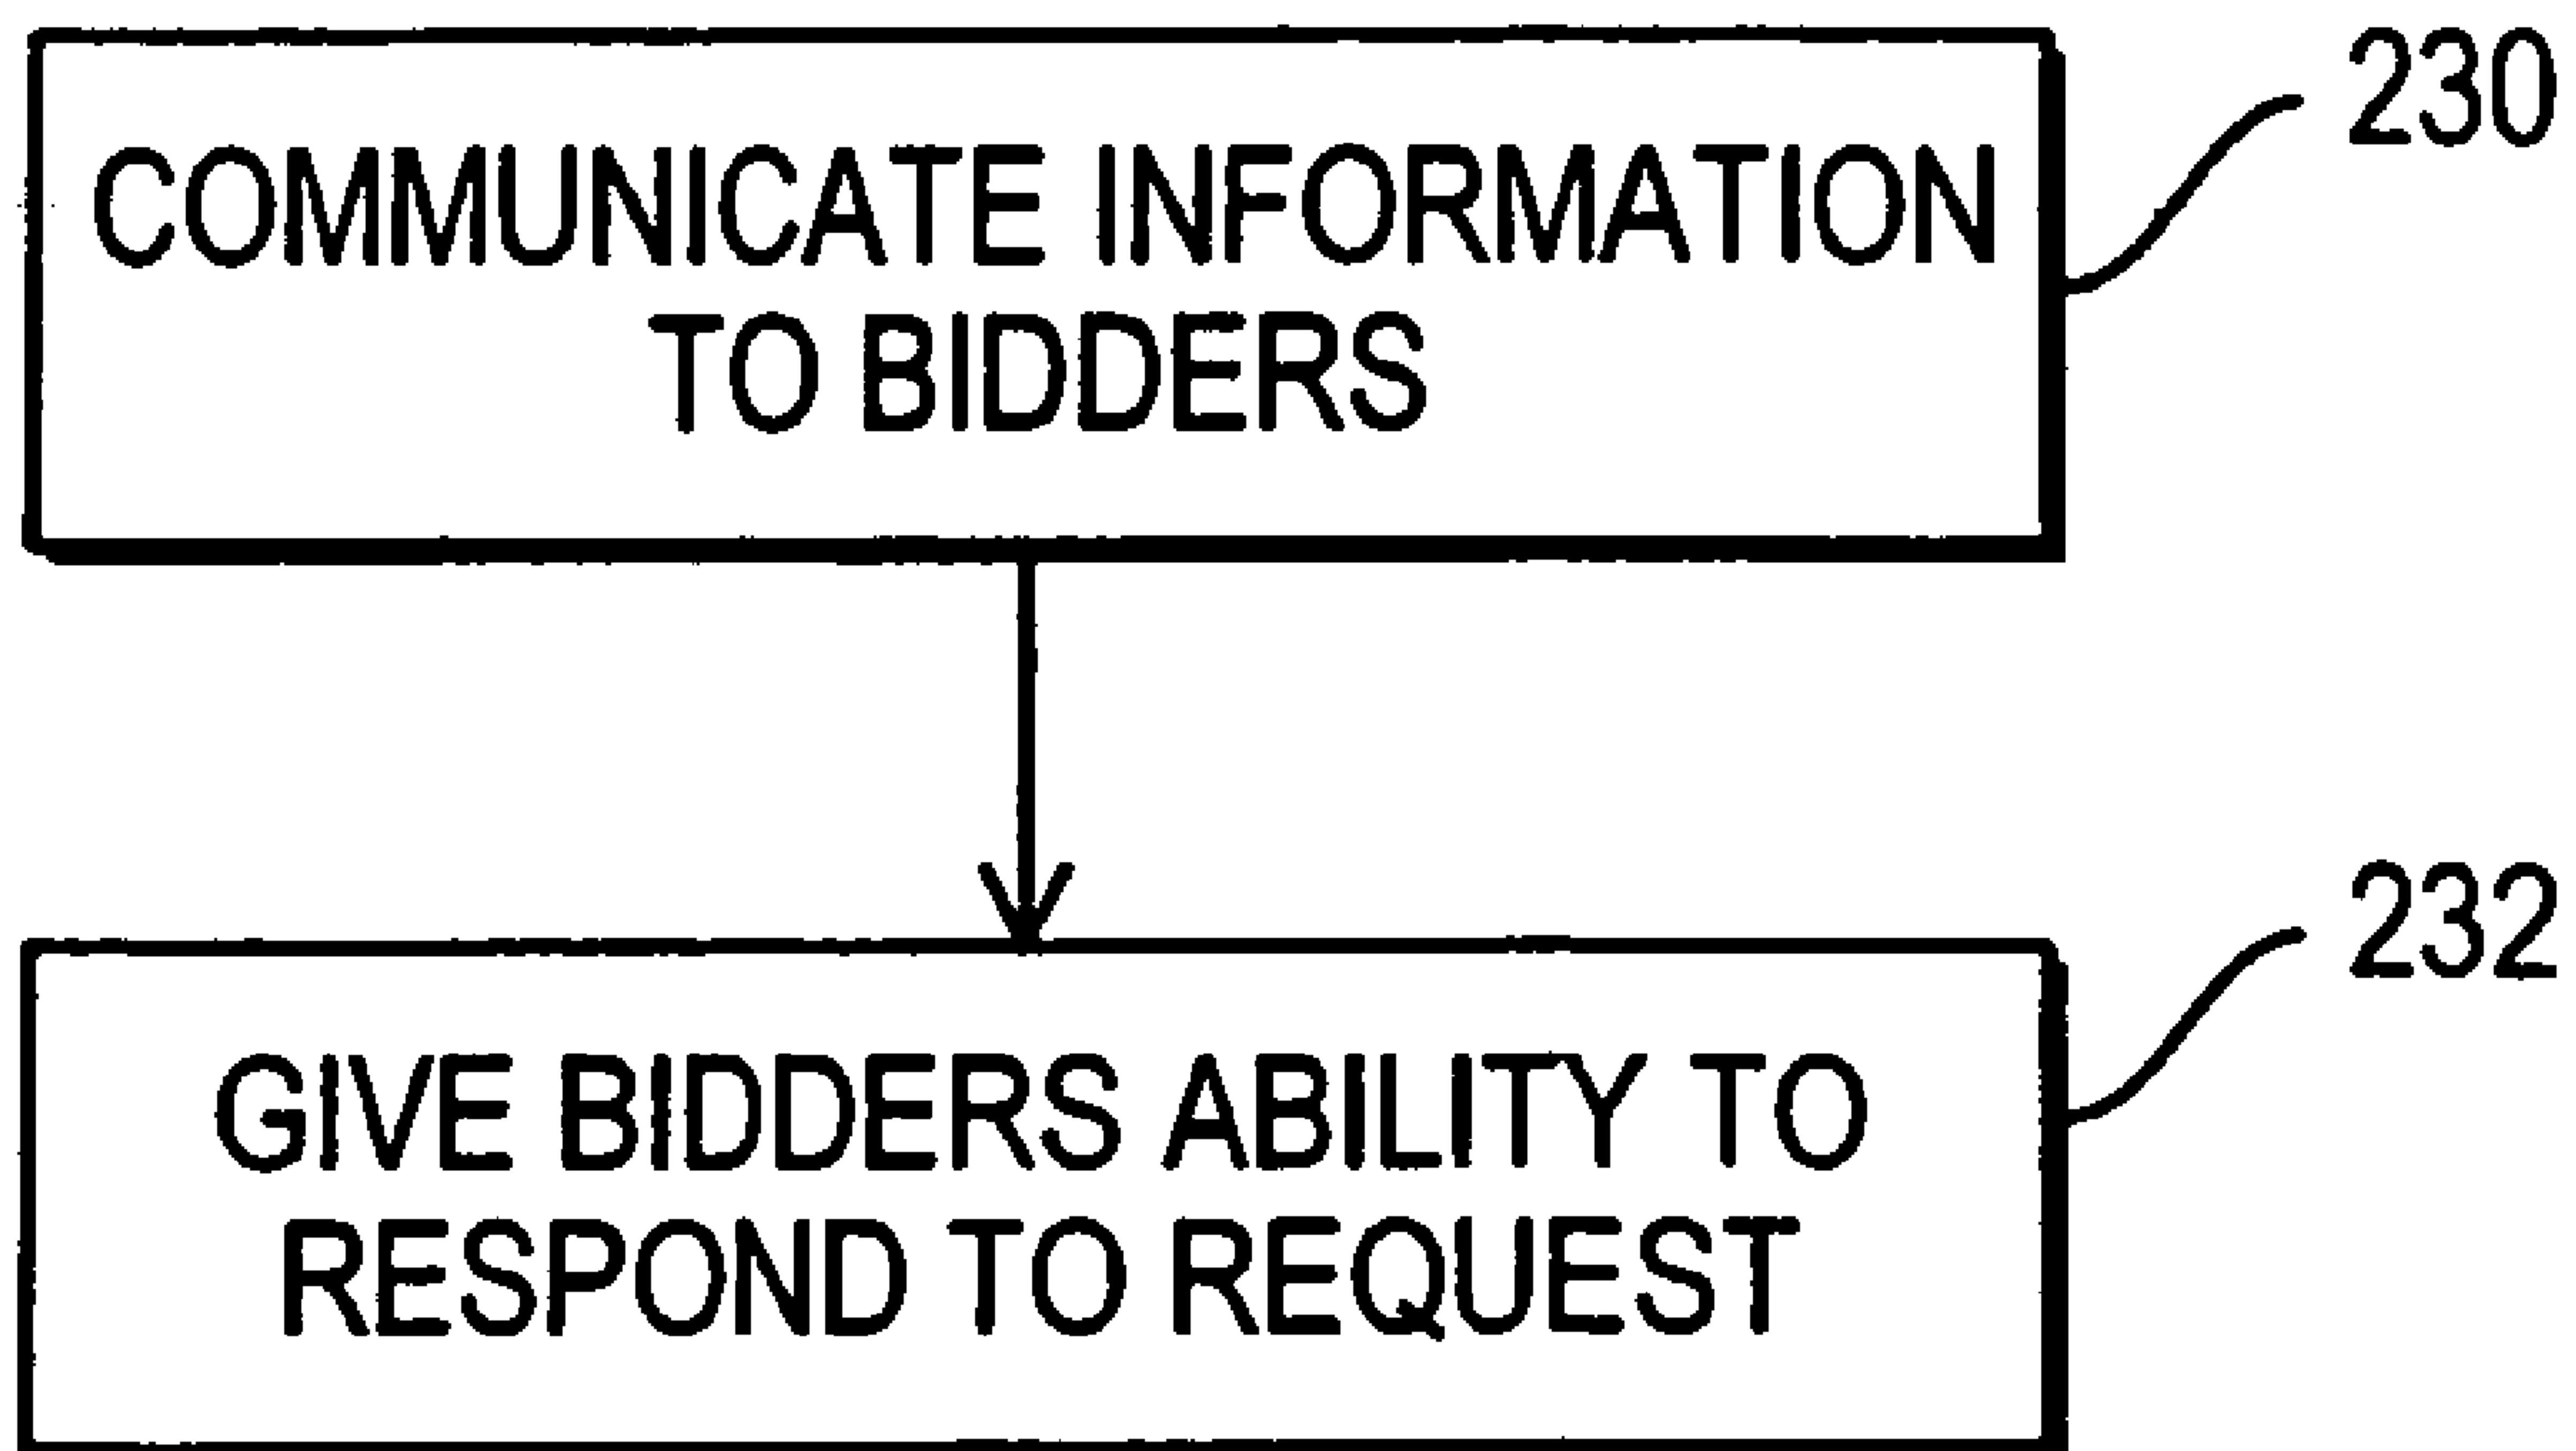 230
COMMUNICATE INFORMATION
TO BIDDERS
232
GIVE BIDDERS ABILITY TO
RESPOND TO REQUEST